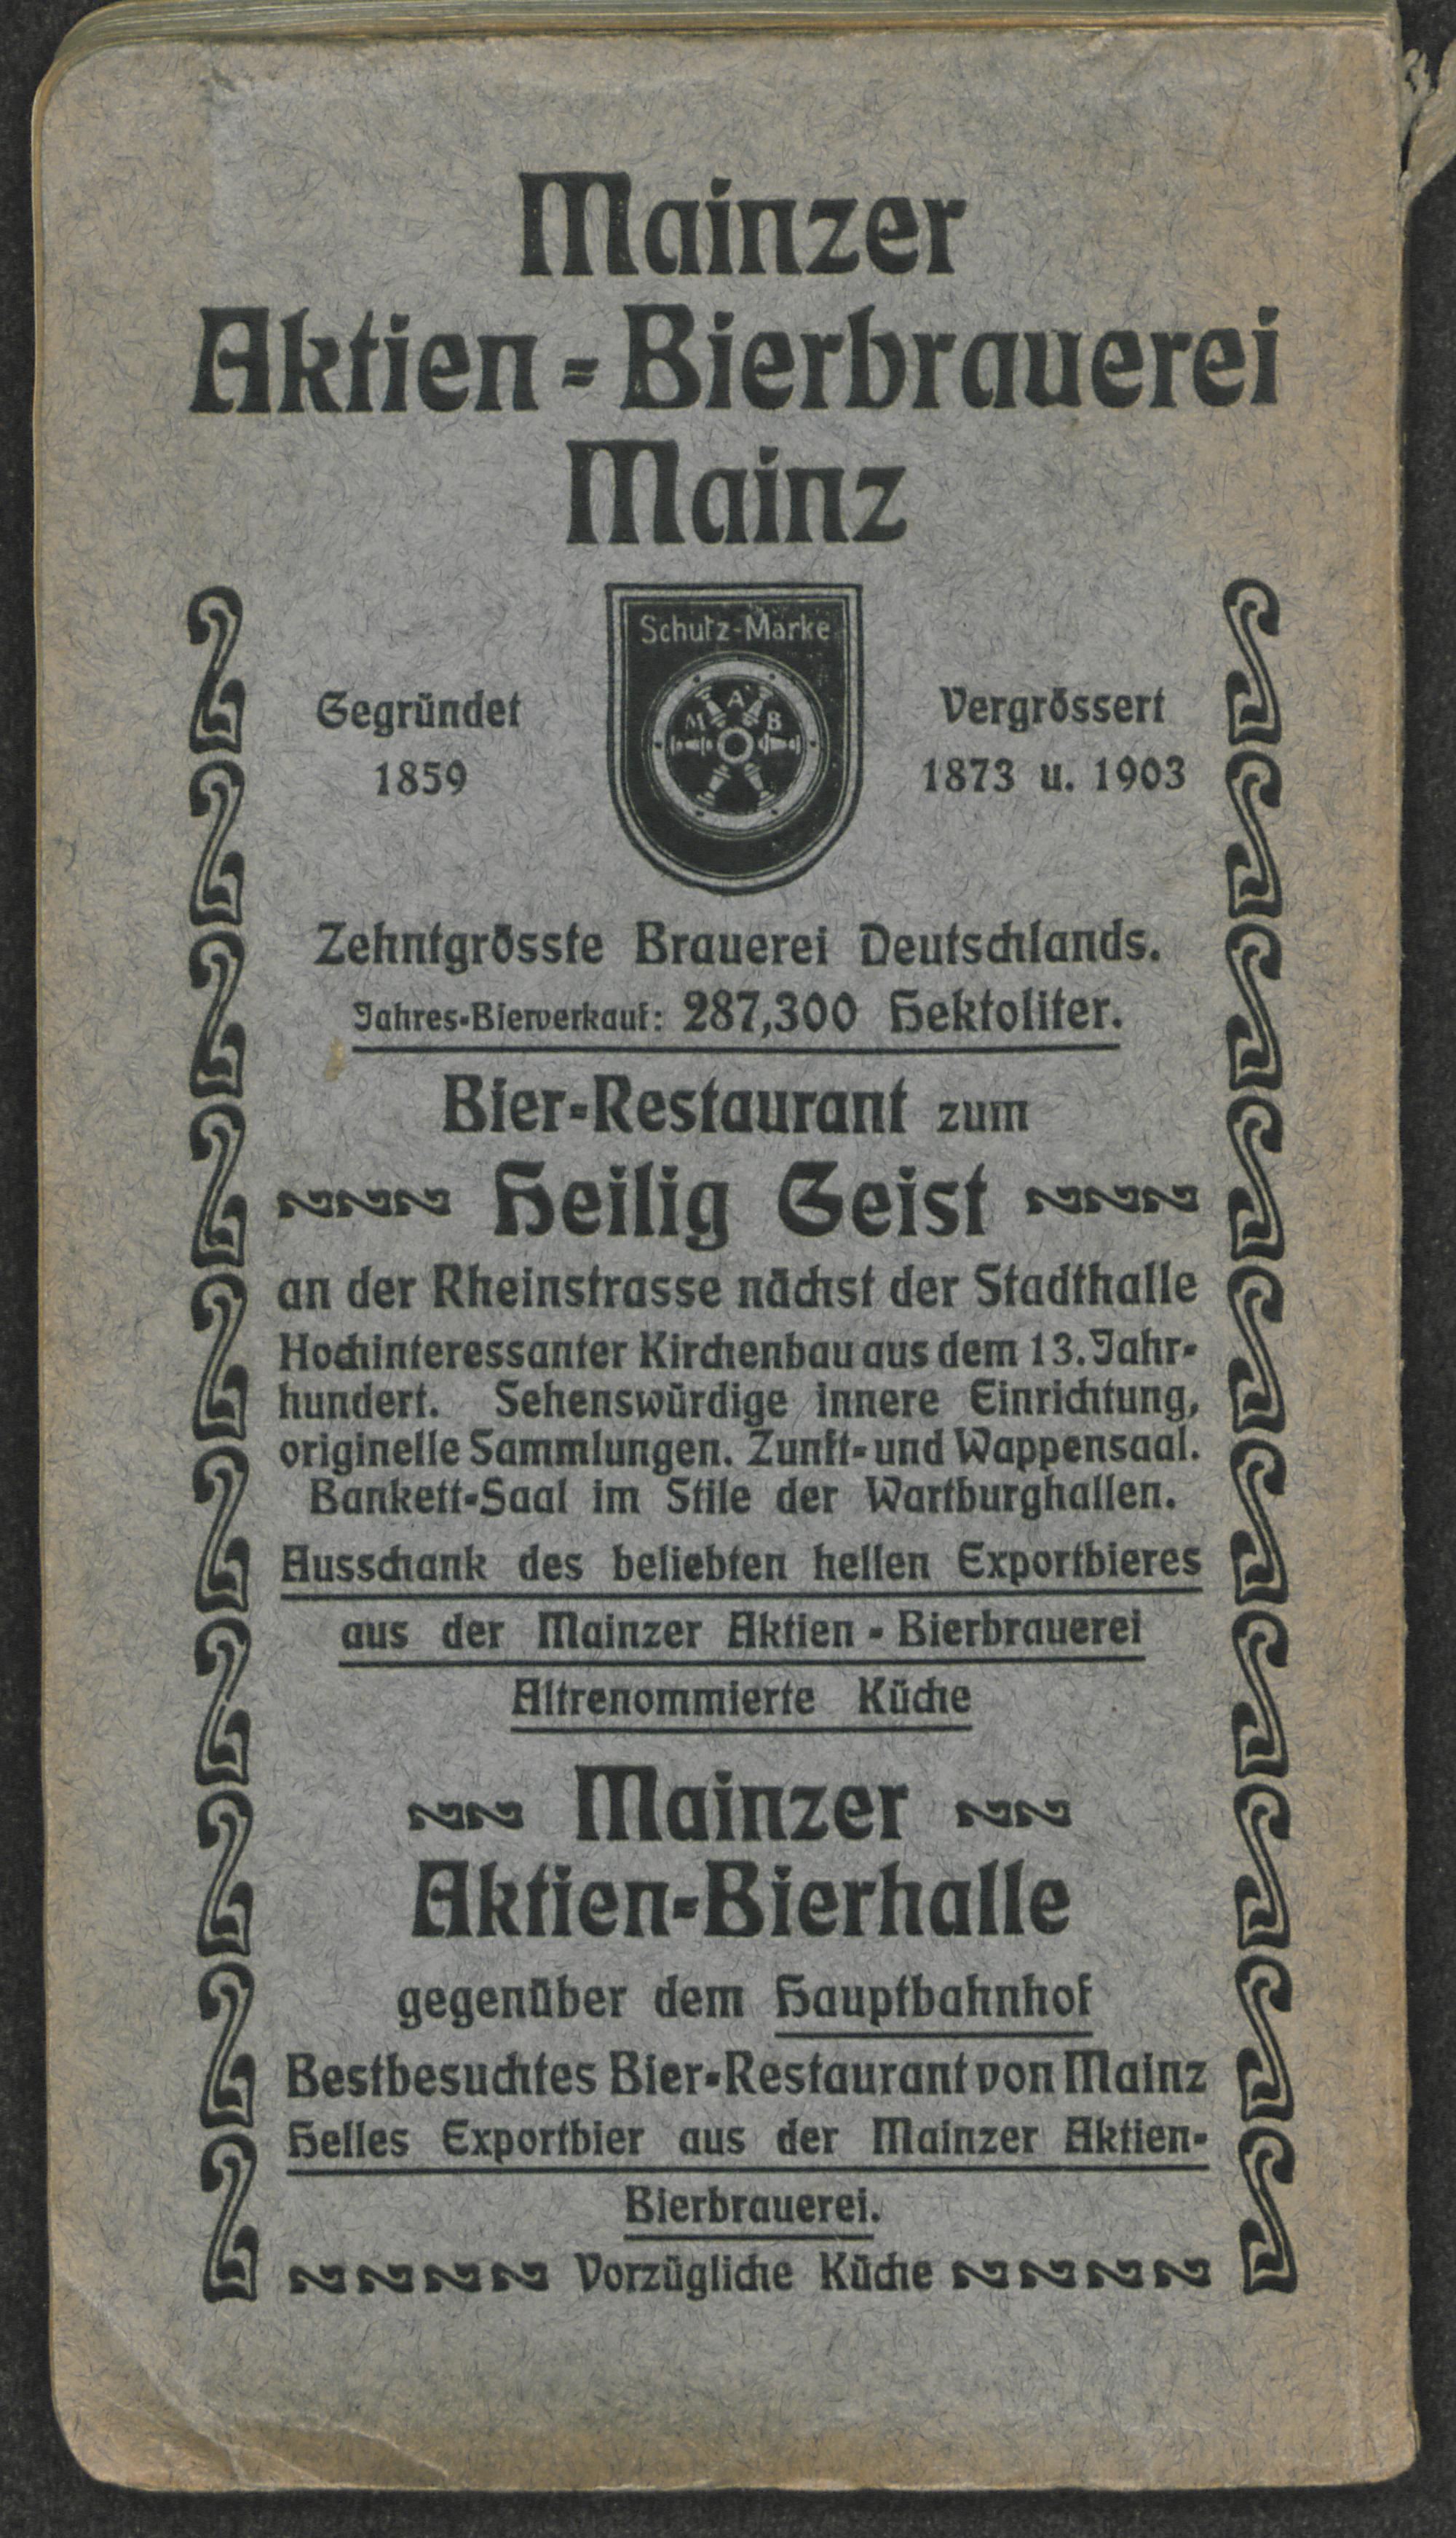 Mainzer
Aktien-Bierbrauerei
Mainz
Schutz-Marke
M A B
Gegründet
1859
Vergrössert
1873 u. 1903
Zehntgrösste Brauerei Deutschlands.
Jahres-Bierverkauf: 287,300 Hektoliter.
Bier-Restaurant zum
Heilig Geist
an der Rheinstrasse nächst der Stadthalle
Hochinteressanter Kirchenbau aus dem 13. Jahr-
hundert. Sehenswürdige innere Einrichtung,
originelle Sammlungen. Zunft- und Wappensaal.
Bankett-Saal im Stile der Wartburghallen.
Ausschank des beliebten hellen Exportbieres
aus der Mainzer Aktien-Bierbrauerei
Altrenommierte Küche
Mainzer
Aktien-Bierhalle
gegenüber dem Hauptbahnhof
Bestbesuchtes Bier-Restaurant von Mainz
Helles Exportbier aus der Mainzer Aktien-
Bierbrauerei.
Vorzügliche Küche